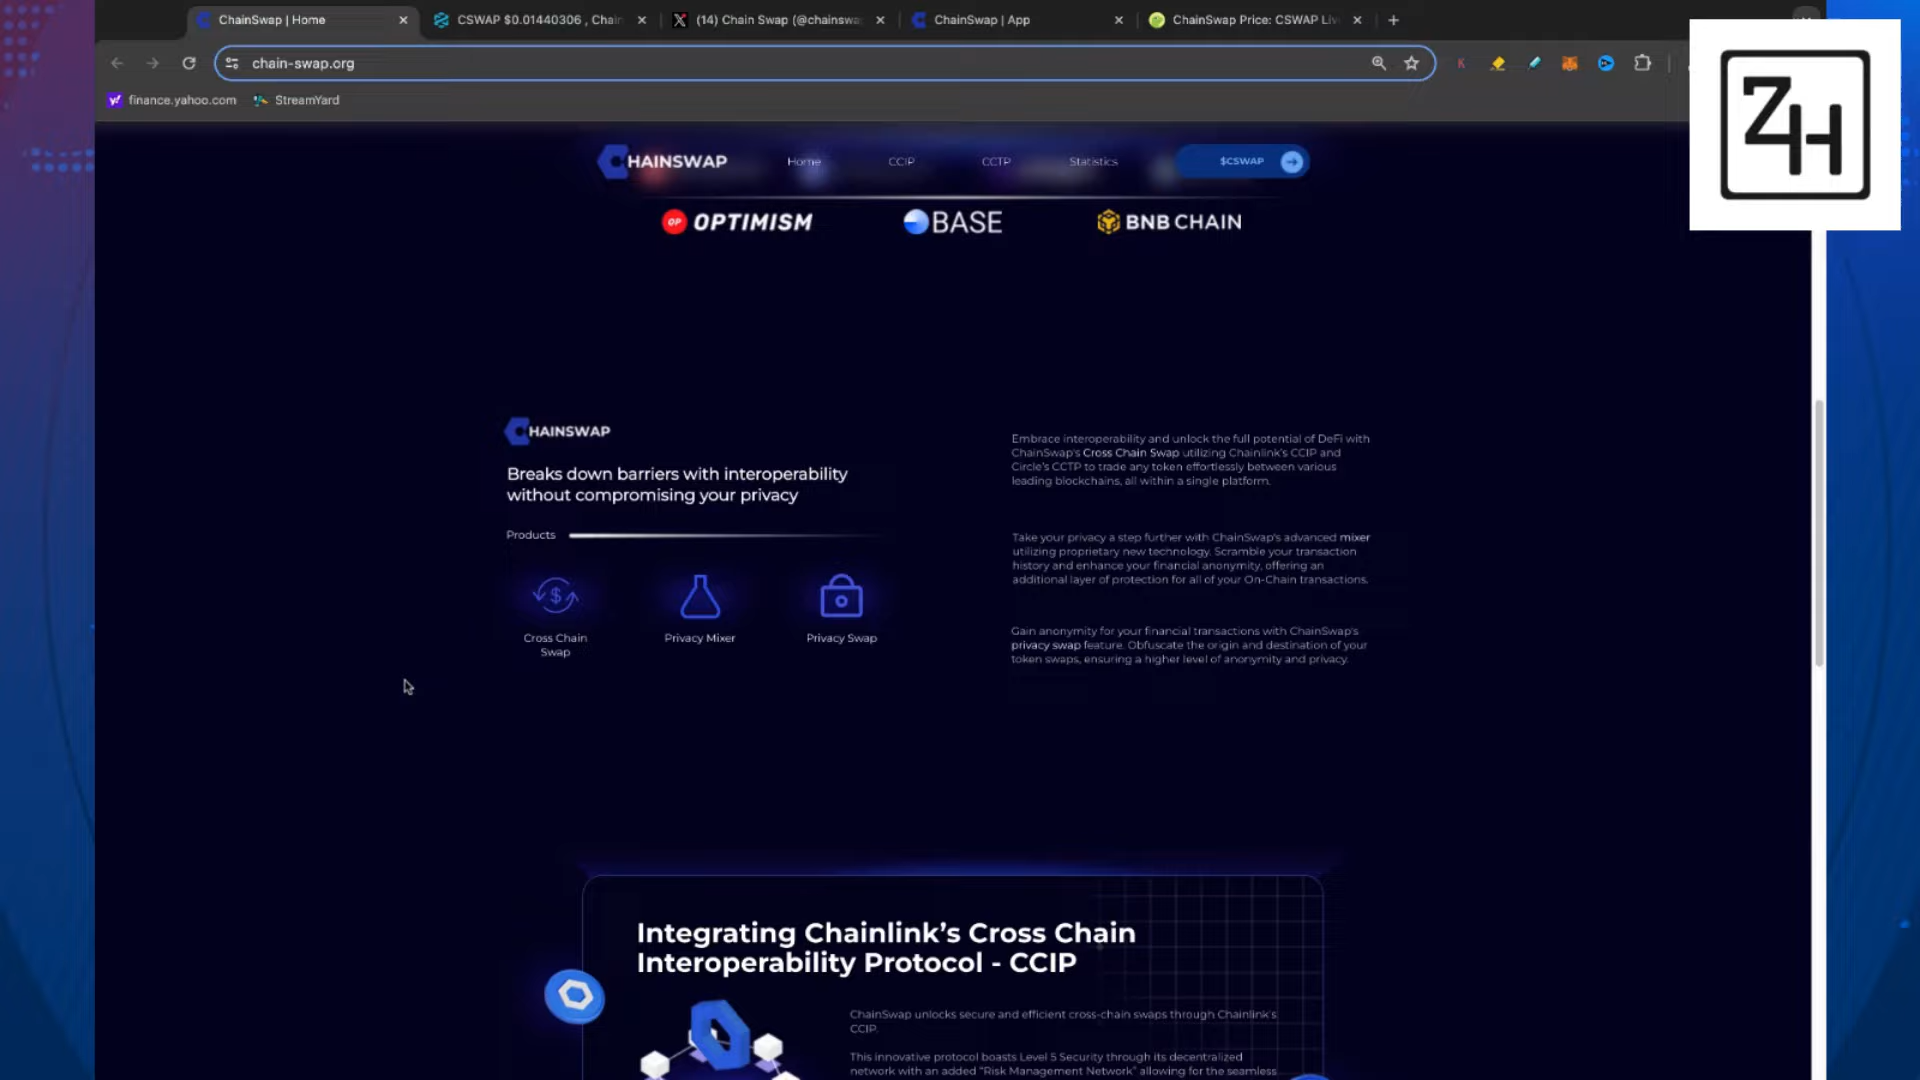 ChainSwap | Home
CSWAP $0.01440306 , Chain
(14) Chain Swap (@chainswa
ChainSwap | App
ChainSwap Price: CSWAP Liv
chain-swap.org
finance.yahoo.com
StreamYard
ZH
HAINSWAP
Home
CCIP
CCTP
Statistics
$CSWAP
OP OPTIMISM
BASE
BNB CHAIN
HAINSWAP
Breaks down barriers with interoperability
without compromising your privacy
Products
Cross Chain
Swap
Privacy Mixer
Privacy Swap
Embrace interoperability and unlock the full potential of DeFi with
ChainSwap's Cross Chain Swap utilizing Chainlink's CCIP and
Circle's CCTP to trade any token effortlessly between various
leading blockchains, all within a single platform.
Take your privacy a step further with ChainSwap's advanced mixer
utilizing proprietary new technology. Scramble your transaction
history and enhance your financial anonymity, offering an
additional layer of protection for all of your On-Chain transactions.
Gain anonymity for your financial transactions with ChainSwap's
privacy swap feature. Obfuscate the origin and destination of your
token swaps, ensuring a higher level of anonymity and privacy.
Integrating Chainlink's Cross Chain
Interoperability Protocol - CCIP
ChainSwap unlocks secure and efficient cross-chain swaps through Chainlink's
CCIP.
This innovative protocol boasts Level 5 Security through its decentralized
network with an added "Risk Management Network" allowing for the seamless